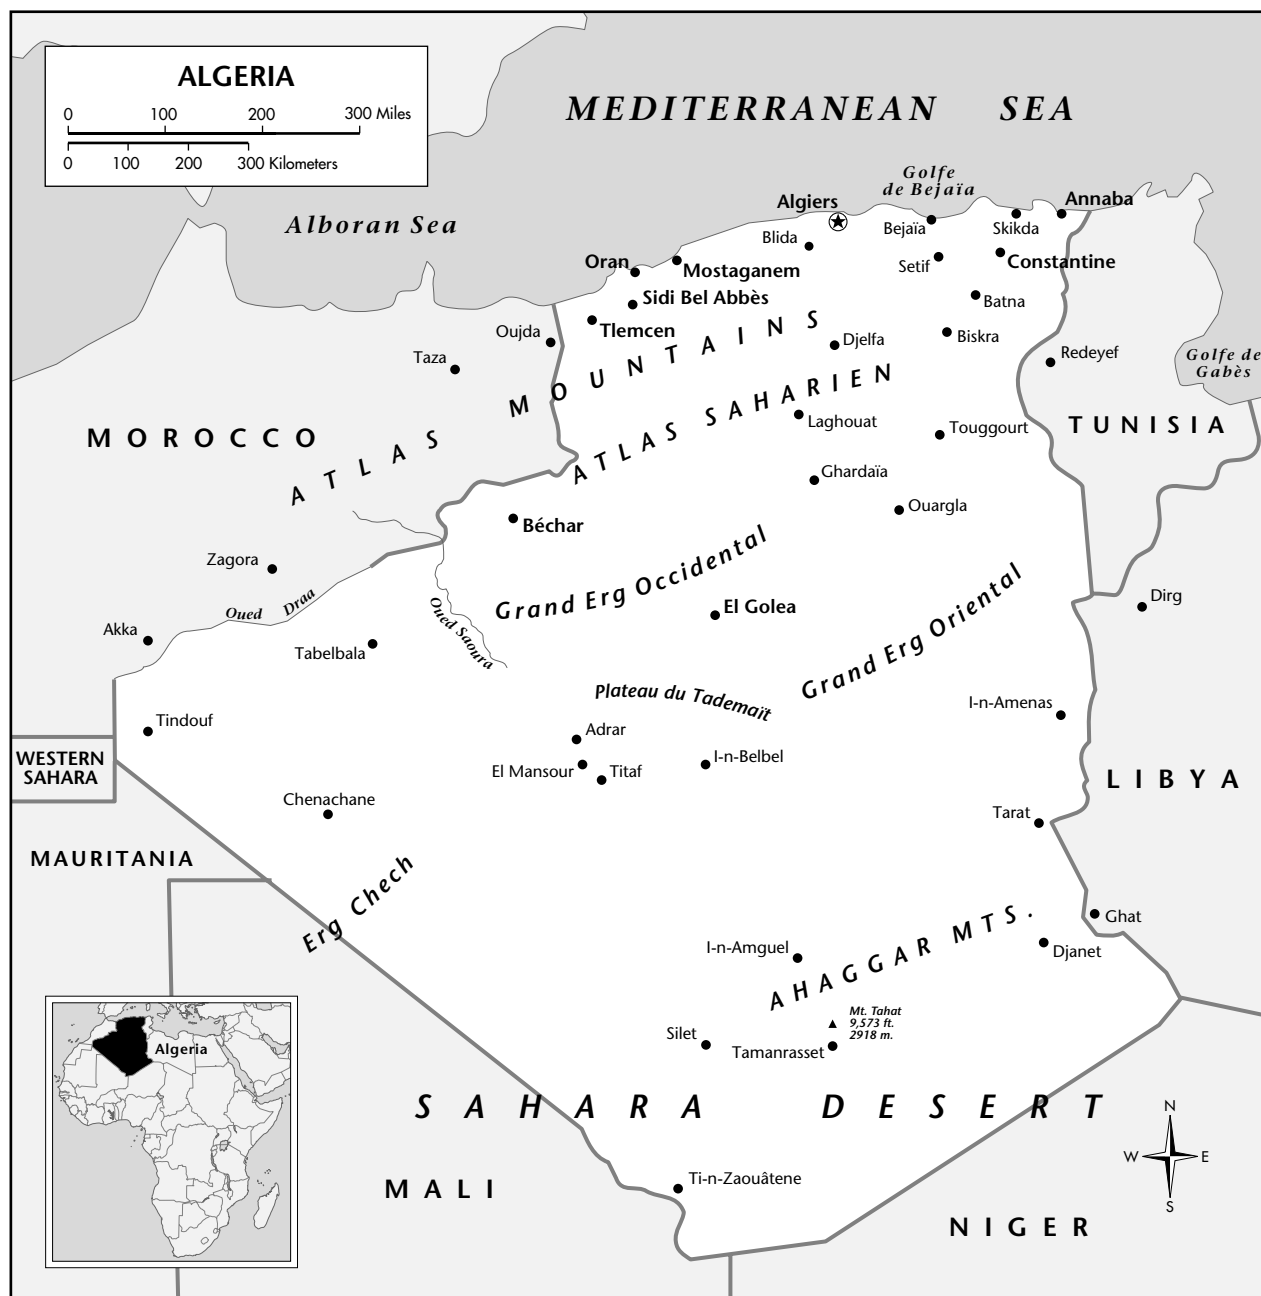 ALGERIA
0 100 200 300 Miles
0 100 200 300 Kilometers
MEDITERRANEAN SEA
Alboran Sea
Golfe
de Bejaïa
Algiers
Annaba
Blida
Bejaïa
Skikda
Setif
Constantine
Oran
Mostaganem
Sidi Bel Abbès
Batna
Tlemcen
Oujda
Djelfa
Biskra
Taza
Redeyef
Golfe de
Gabès
ATLAS MOUNTAINS
ATLAS SAHARIEN
MOROCCO
Laghouat
Touggourt
TUNISIA
Ghardaïa
Ouargla
Béchar
Zagora
Oued Draa
Oued Saoura
Grand Erg Occidental
El Golea
Grand Erg Oriental
Dirg
Akka
Tabelbala
Plateau du Tademaït
Tindouf
Adrar
I-n-Amenas
WESTERN
SAHARA
El Mansour
Titaf
I-n-Belbel
LIBYA
Chenachane
Tarat
MAURITANIA
Erg Chech
Ghat
I-n-Amguel
AHAGGAR MTS.
Djanet
Mt. Tahat
9,573 ft.
2918 m.
Silet
Tamanrasset
Algeria
SAHARA DESERT
N
W E
S
Ti-n-Zaouâtene
MALI
NIGER